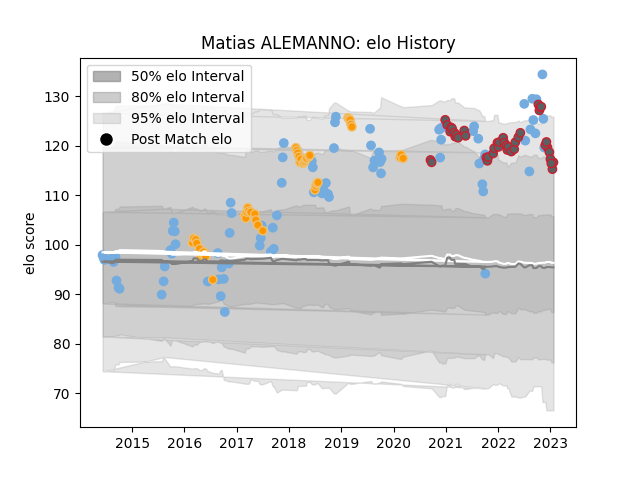 Matias ALEMANNO: elo History
50% elo Interval
80% elo Interval
95% elo Interval
Post Match elo
elo score
130
120
110
100
90
80
70
2015 2016 2017 2018 2019 2020 2021 2022 2023